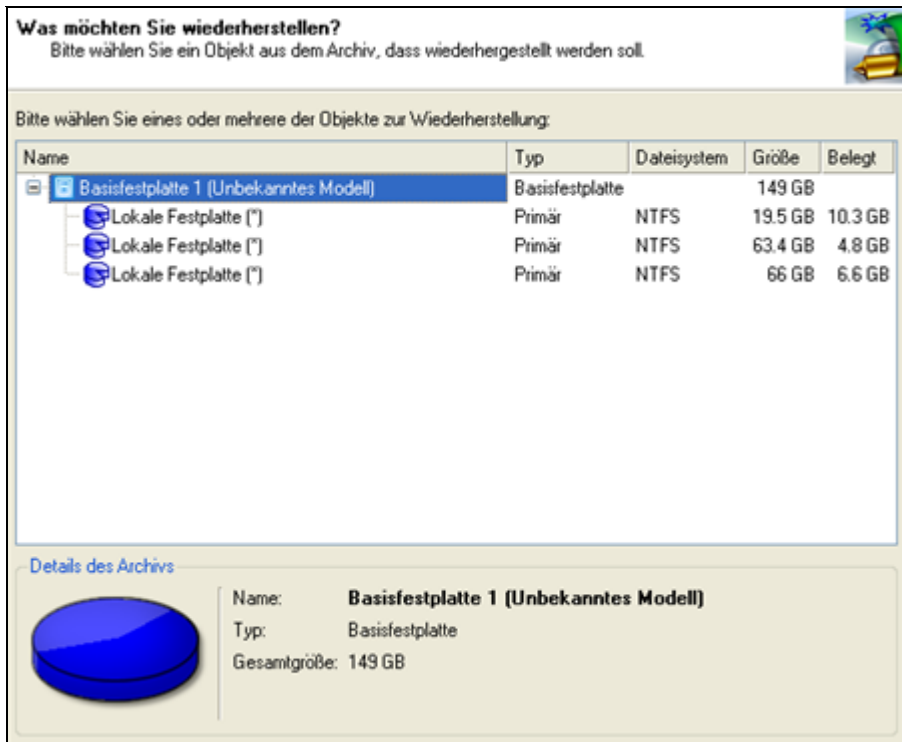 Was möchten Sie wiederherstellen?
Bitte wählen Sie ein Objekt aus dem Archiv, dass wiederhergestellt werden soll.
Bitte wählen Sie eines oder mehrere der Objekte zur Wiederherstellung:
Name Typ Dateisystem Größe Belegt
Basisfestplatte 1 (Unbekanntes Modell) Basisfestplatte 149 GB
Lokale Festplatte (*) Primär NTFS 19.5 GB 10.3 GB
Lokale Festplatte (*) Primär NTFS 63.4 GB 4.8 GB
Lokale Festplatte (*) Primär NTFS 66 GB 6.6 GB
Details des Archivs
Name: Basisfestplatte 1 (Unbekanntes Modell)
Typ: Basisfestplatte
Gesamtgröße: 149 GB